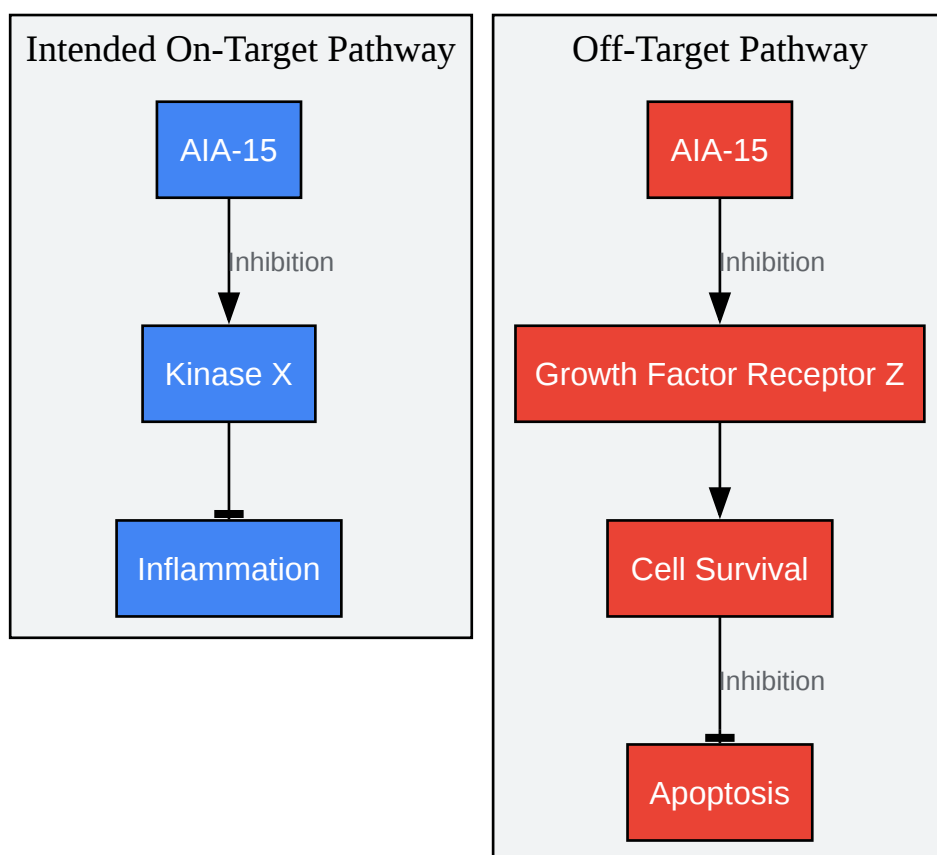 Intended On-Target Pathway
AIA-15
Inhibition
Kinase X
Inflammation
Off-Target Pathway
AIA-15
Inhibition
Growth Factor Receptor Z
Cell Survival
Inhibition
Apoptosis